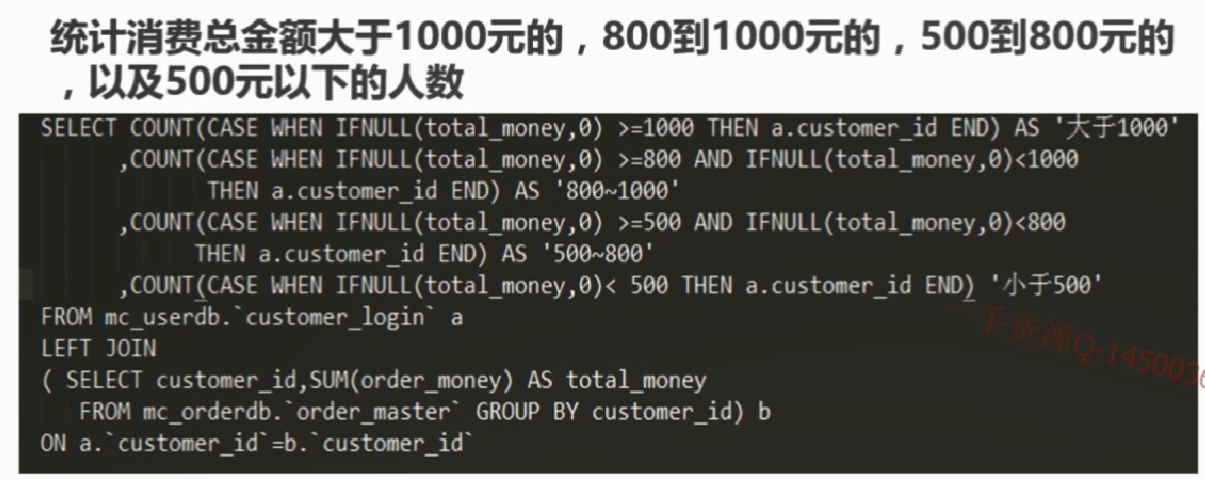 统计消费总金额大于1000元的，800到1000元的，500到800元的
，以及500元以下的人数
SELECT COUNT(CASE WHEN IFNULL(total_money,0) >=1000 THEN a.customer_id END) AS '大于1000'
,COUNT(CASE WHEN IFNULL(total_money,0) >=800 AND IFNULL(total_money,0)<1000
THEN a.customer_id END) AS '800~1000'
,COUNT(CASE WHEN IFNULL(total_money,0) >=500 AND IFNULL(total_money,0)<800
THEN a.customer_id END) AS '500~800'
,COUNT(CASE WHEN IFNULL(total_money,0)< 500 THEN a.customer_id END) '小于500'
FROM mc_userdb.`customer_login` a
LEFT JOIN
( SELECT customer_id,SUM(order_money) AS total_money
FROM mc_orderdb.`order_master` GROUP BY customer_id) b
ON a.`customer_id`=b.`customer_id`
一手货源Q-1450036